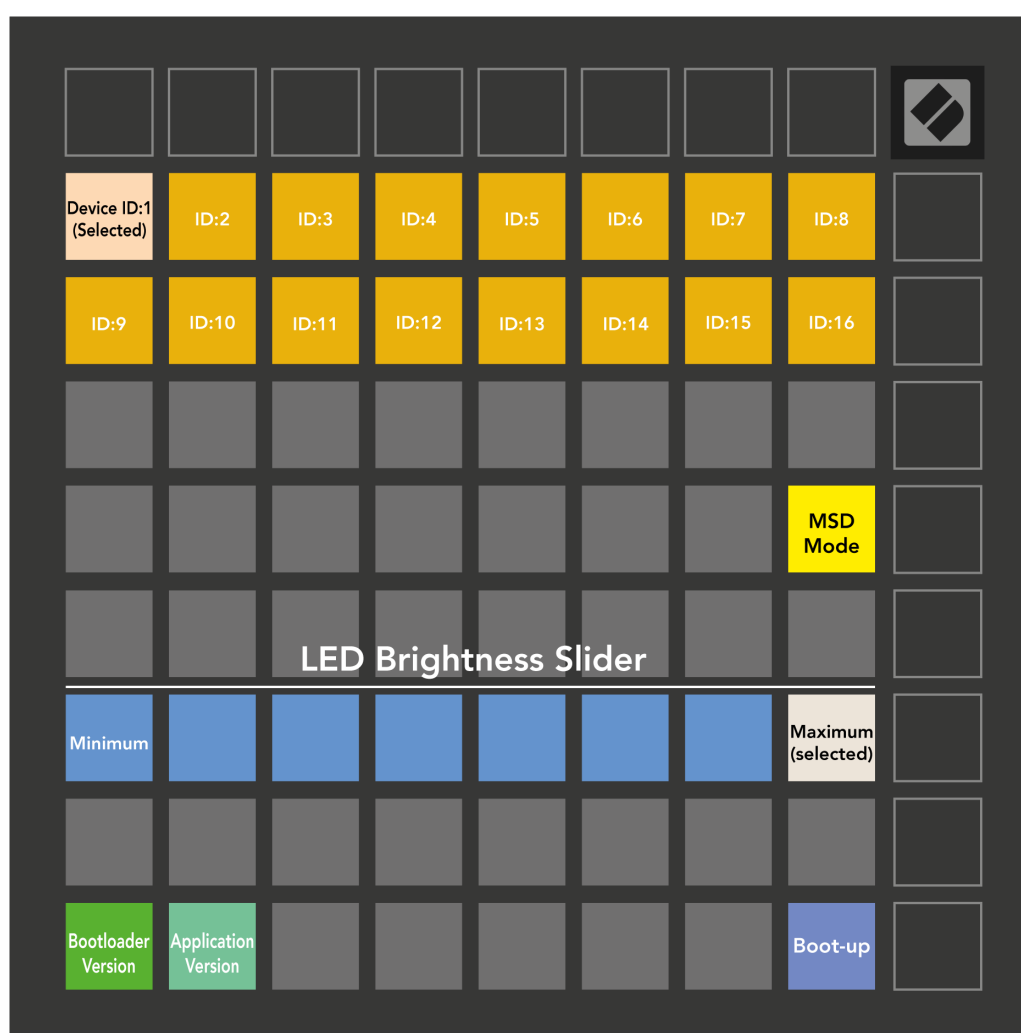 Device ID:1
(Selected)
ID:2
ID:3
ID:4
ID:5
ID:6
ID:7
ID:8
ID:9
ID:10
ID:11
ID:12
ID:13
ID:14
ID:15
ID:16
MSD
Mode
LED Brightness Slider
Minimum
Maximum
(selected)
Bootloader
Version
Application
Version
Boot-up